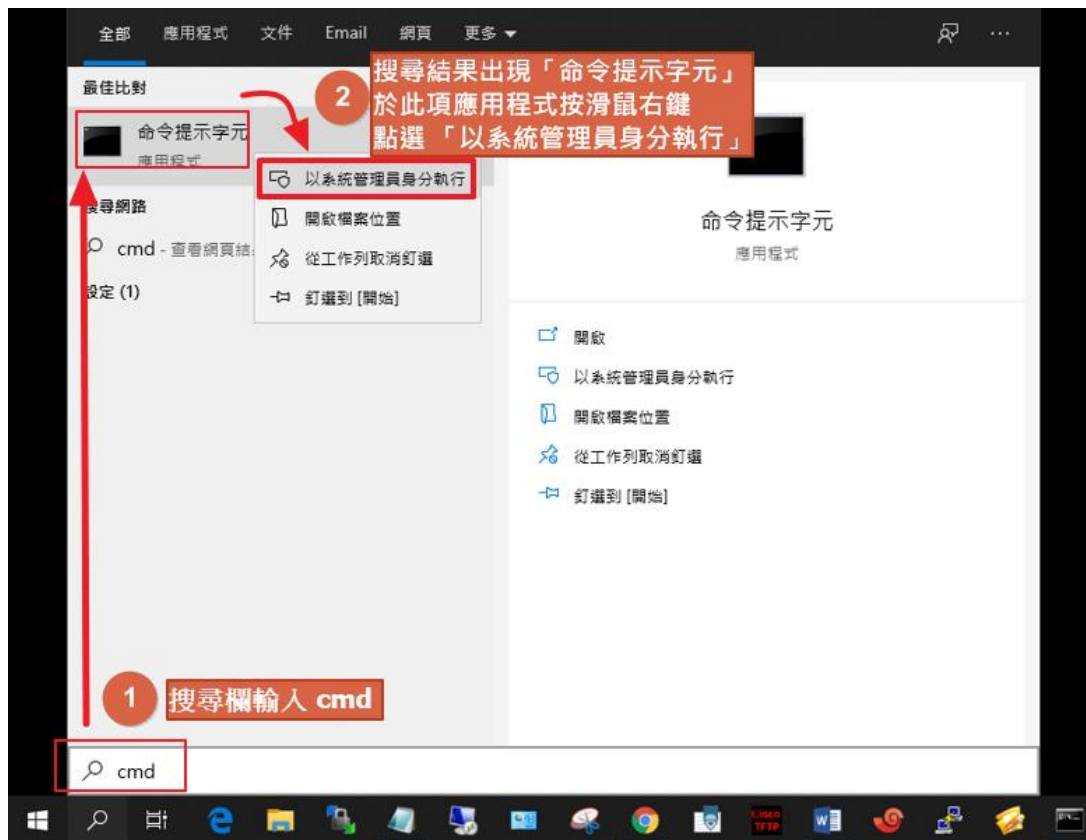 全部 應用程式 文件 Email 網頁 更多
最佳比對
命令提示字元
應用程式
2
搜尋結果出現「命令提示字元」
於此項應用程式按滑鼠右鍵
點選 「以系統管理員身分執行」
以系統管理員身分執行
開啟檔案位置
從工作列取消釘選
釘選到 [開始]
搜尋網路
cmd - 查看網頁結
設定 (1)
命令提示字元
應用程式
開啟
以系統管理員身分執行
開啟檔案位置
從工作列取消釘選
釘選到 [開始]
1 搜尋欄輸入 cmd
cmd
Cisco
TFTP